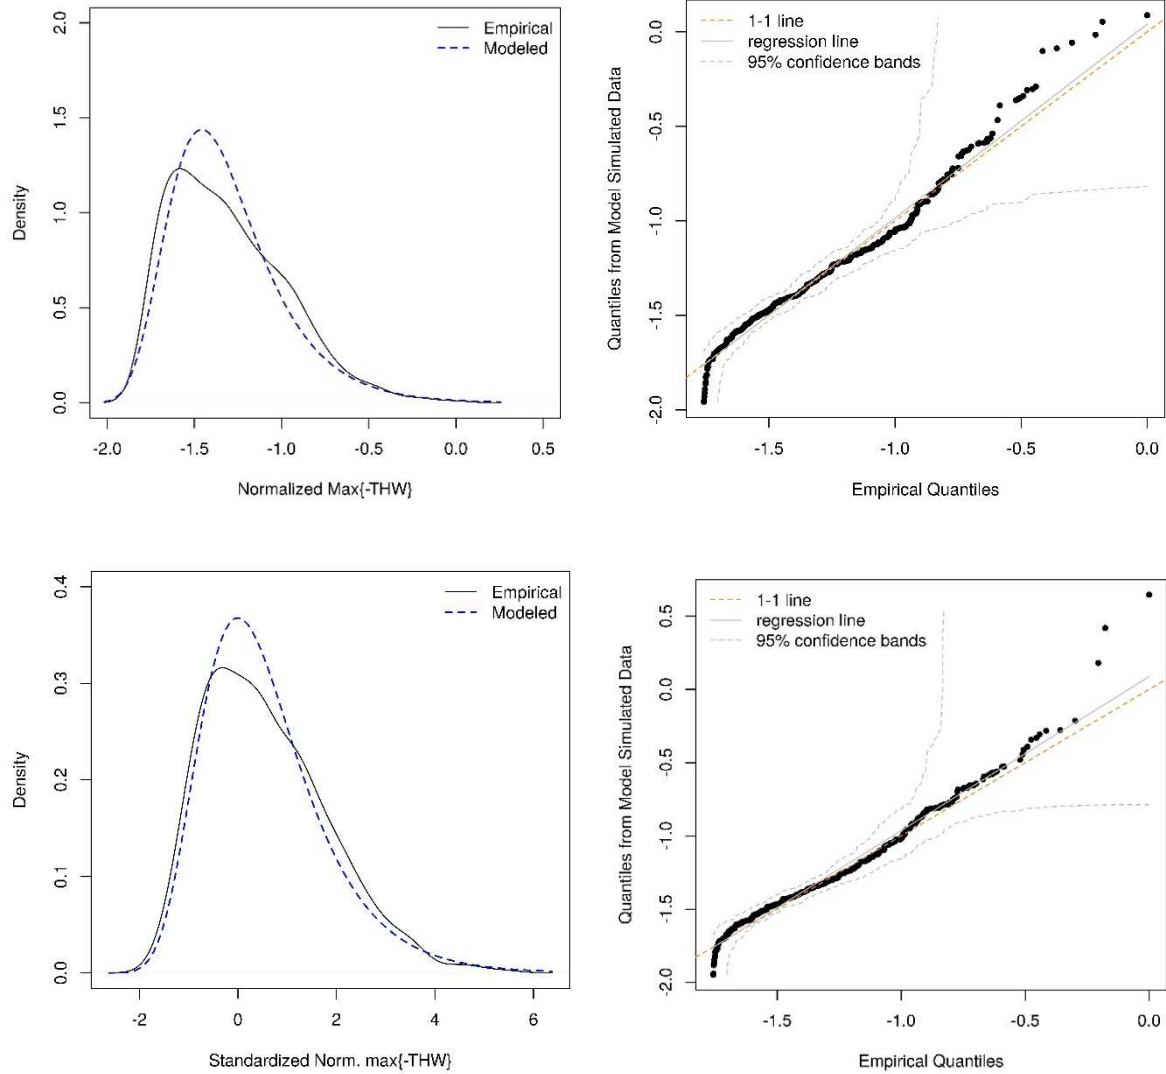 Empirical
Modeled
2.0
1.5
1.0
0.5
0.0
Density
-2.0 -1.5 -1.0 -0.5 0.0 0.5
Normalized Max{-THW}
1-1 line
regression line
95% confidence bands
0.0
-0.5
-1.0
-1.5
-2.0
Quantiles from Model Simulated Data
-1.5 -1.0 -0.5 0.0
Empirical Quantiles
Empirical
Modeled
0.4
0.3
0.2
0.1
0.0
Density
-2 0 2 4 6
Standardized Norm. max{-THW}
1-1 line
regression line
95% confidence bands
0.5
0.0
-0.5
-1.0
-1.5
-2.0
Quantiles from Model Simulated Data
-1.5 -1.0 -0.5 0.0
Empirical Quantiles